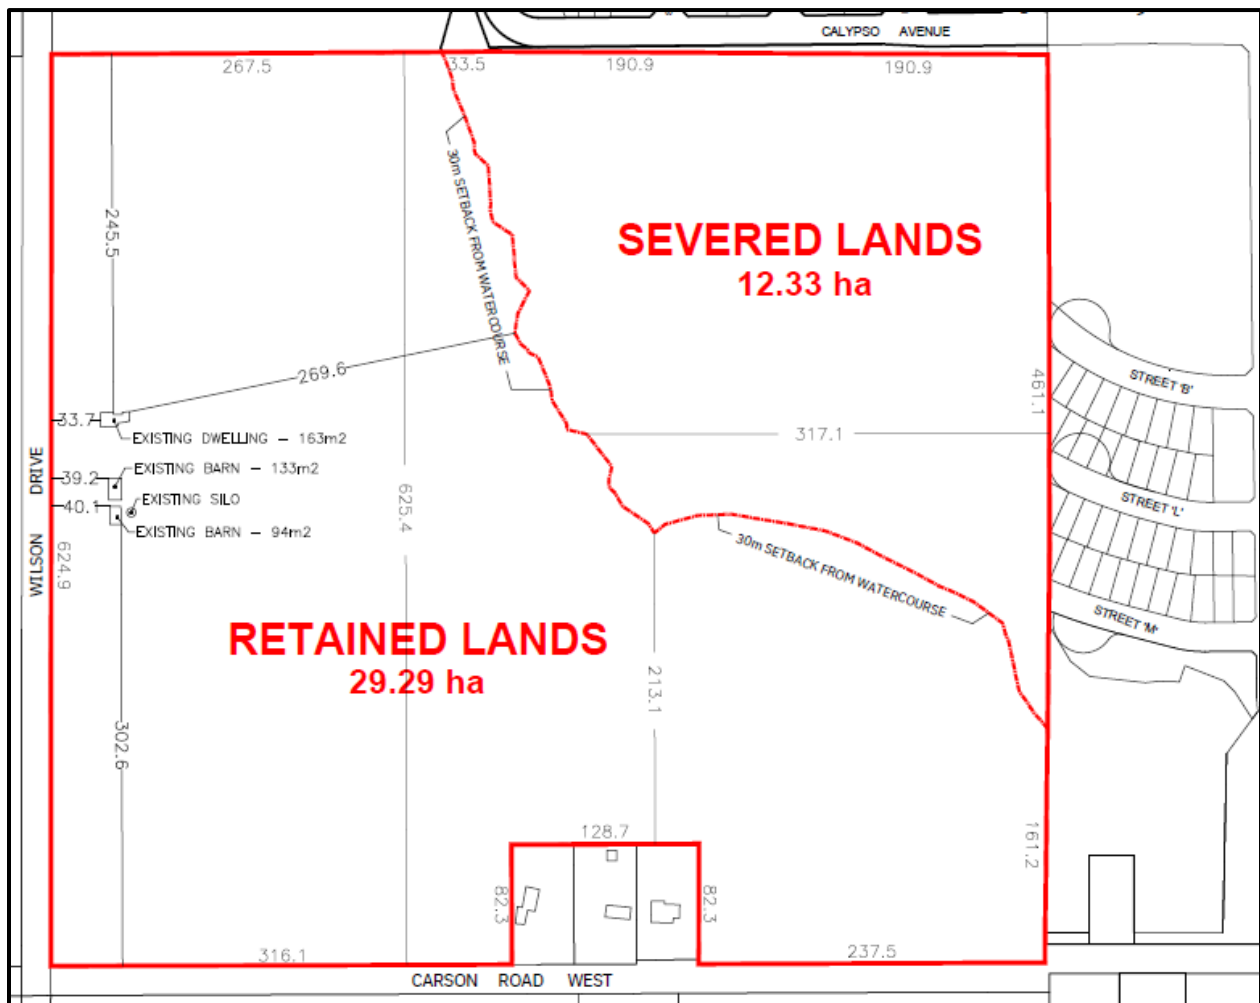 CALYPSO AVENUE
267.5
33.5
190.9
190.9
245.5
30m SETBACK FROM WATERCOURSE
SEVERED LANDS
12.33 ha
269.6
461.1
STREET 'B'
33.7
EXISTING DWELLING – 163m2
317.1
39.2
EXISTING BARN – 133m2
40.1
EXISTING SILO
EXISTING BARN – 94m2
WILSON DRIVE
624.9
625.4
STREET 'L'
30m SETBACK FROM WATERCOURSE
STREET 'M'
RETAINED LANDS
29.29 ha
213.1
302.6
128.7
161.2
82.3
82.3
316.1
237.5
CARSON ROAD WEST